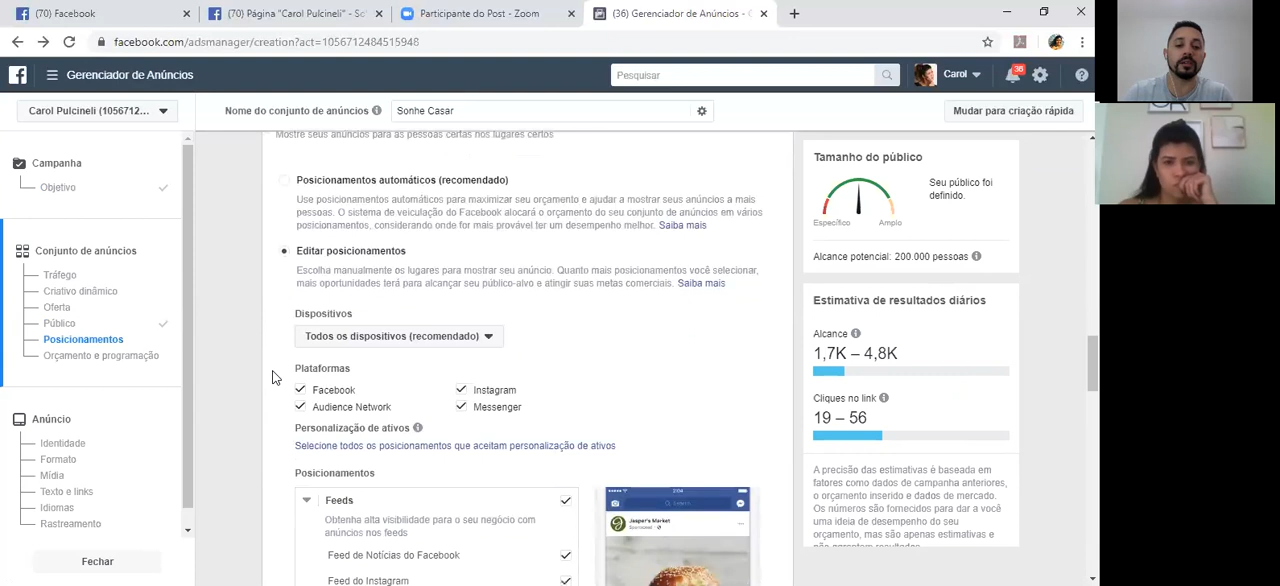 (70) Facebook
(70) Página "Carol Pulcineli" - So
Participante do Post - Zoom
(36) Gerenciador de Anúncios - C
facebook.com/adsmanager/creation?act=1056712484515948
Gerenciador de Anúncios
Pesquisar
Carol
36
Carol Pulcineli (1056712...
Nome do conjunto de anúncios
Sonhe Casar
Mudar para criação rápida
Campanha
Objetivo
Conjunto de anúncios
Tráfego
Criativo dinâmico
Oferta
Público
Posicionamentos
Orçamento e programação
Anúncio
Identidade
Formato
Mídia
Texto e links
Idiomas
Rastreamento
Fechar
Mostre seus anúncios para as pessoas certas nos lugares certos
Posicionamentos automáticos (recomendado)
Use posicionamentos automáticos para maximizar seu orçamento e ajudar a mostrar seus anúncios a mais
pessoas. O sistema de veiculação do Facebook alocará o orçamento do seu conjunto de anúncios em vários
posicionamentos, considerando onde for mais provável ter um desempenho melhor. Saiba mais
Editar posicionamentos
Escolha manualmente os lugares para mostrar seu anúncio. Quanto mais posicionamentos você selecionar,
mais oportunidades terá para alcançar seu público-alvo e atingir suas metas comerciais. Saiba mais
Dispositivos
Todos os dispositivos (recomendado)
Plataformas
Facebook
Instagram
Audience Network
Messenger
Personalização de ativos
Selecione todos os posicionamentos que aceitam personalização de ativos
Posicionamentos
Feeds
Obtenha alta visibilidade para o seu negócio com
anúncios nos feeds
Feed de Notícias do Facebook
Feed do Instagram
Jasper's Market
Tamanho do público
Seu público foi
definido.
Específico
Amplo
Alcance potencial: 200.000 pessoas
Estimativa de resultados diários
Alcance
1,7K – 4,8K
Cliques no link
19 – 56
A precisão das estimativas é baseada em
fatores como dados de campanha anteriores,
o orçamento inserido e dados de mercado.
Os números são fornecidos para dar a você
uma ideia de desempenho do seu
orçamento, mas são apenas estimativas e
não garantem resultados.